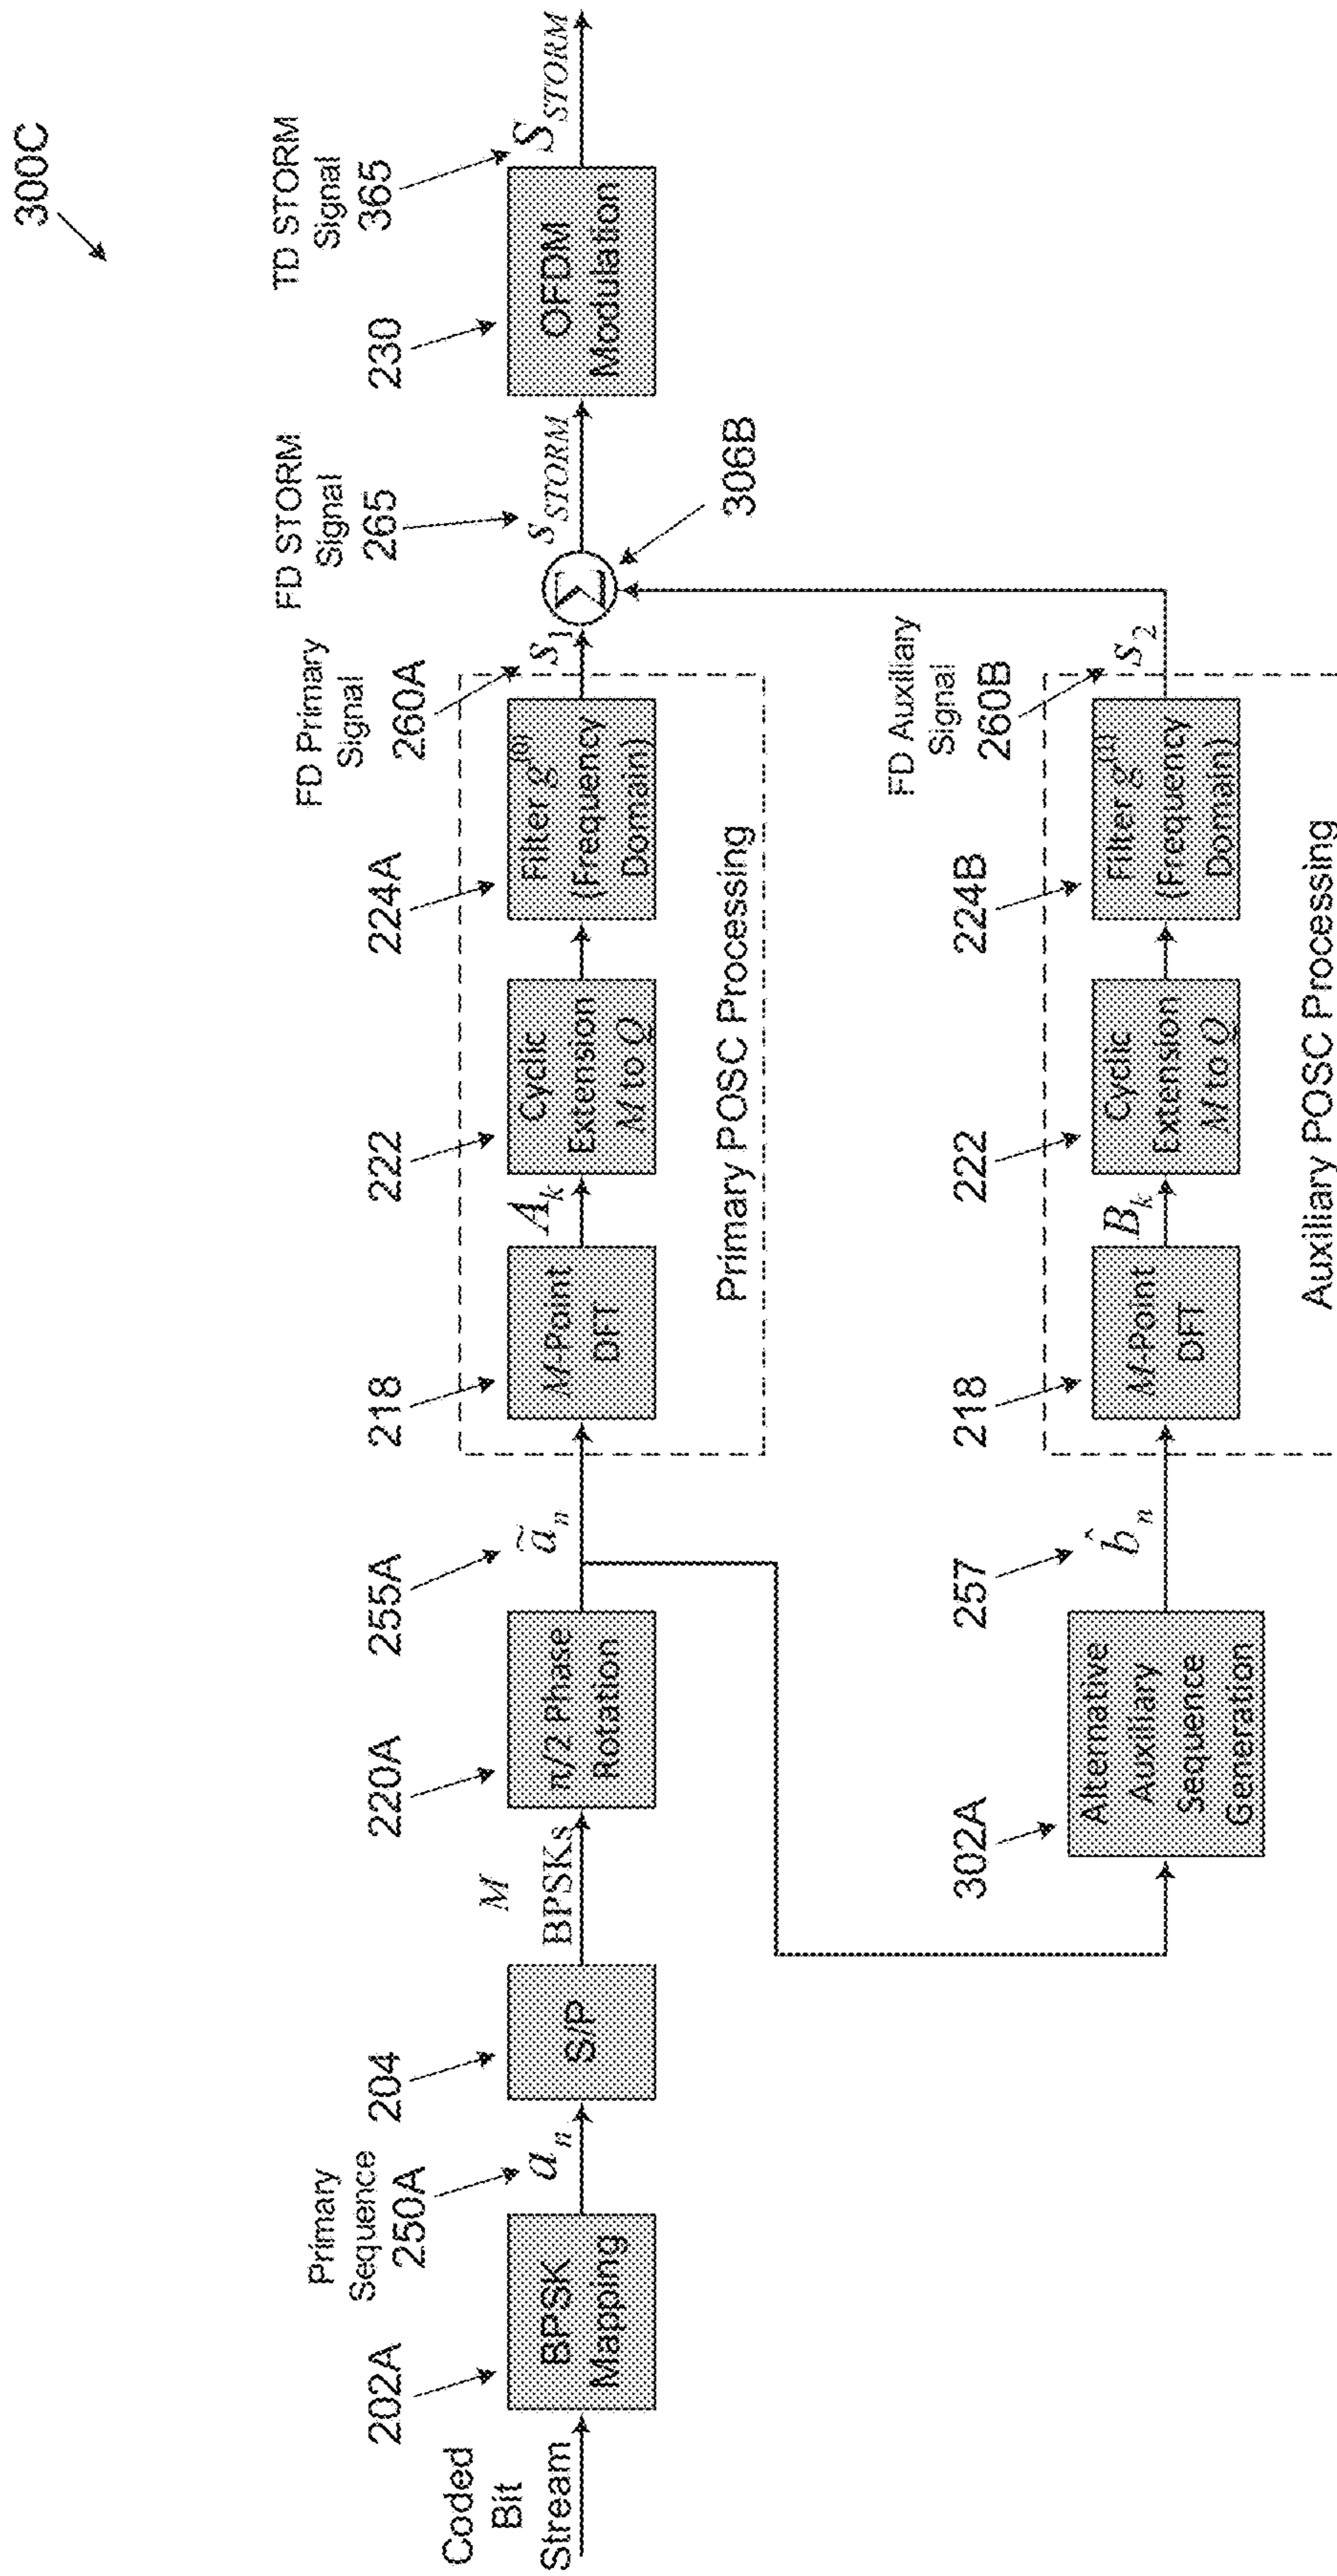 300C
Coded
Bit
Stream
202A
BPSK
Mapping
Primary
Sequence
250A
a_n
204
S/P
M
BPSKs
220A
π/2 Phase
Rotation
255A
ã_n
218
M-Point
DFT
A_k
222
Cyclic
Extension
M to Q
224A
Filter g^(0)
(Frequency
Domain)
Primary POSC Processing
FD Primary
Signal
260A
s_1
Σ
306B
FD STORM
Signal
265
s_STORM
230
OFDM
Modulation
TD STORM
Signal
365
S_STORM
302A
Alternative
Auxiliary
Sequence
Generation
257
b̂_n
218
M-Point
DFT
B_k
222
Cyclic
Extension
M to Q
224B
Filter g^(1)
(Frequency
Domain)
Auxiliary POSC Processing
FD Auxiliary
Signal
260B
s_2